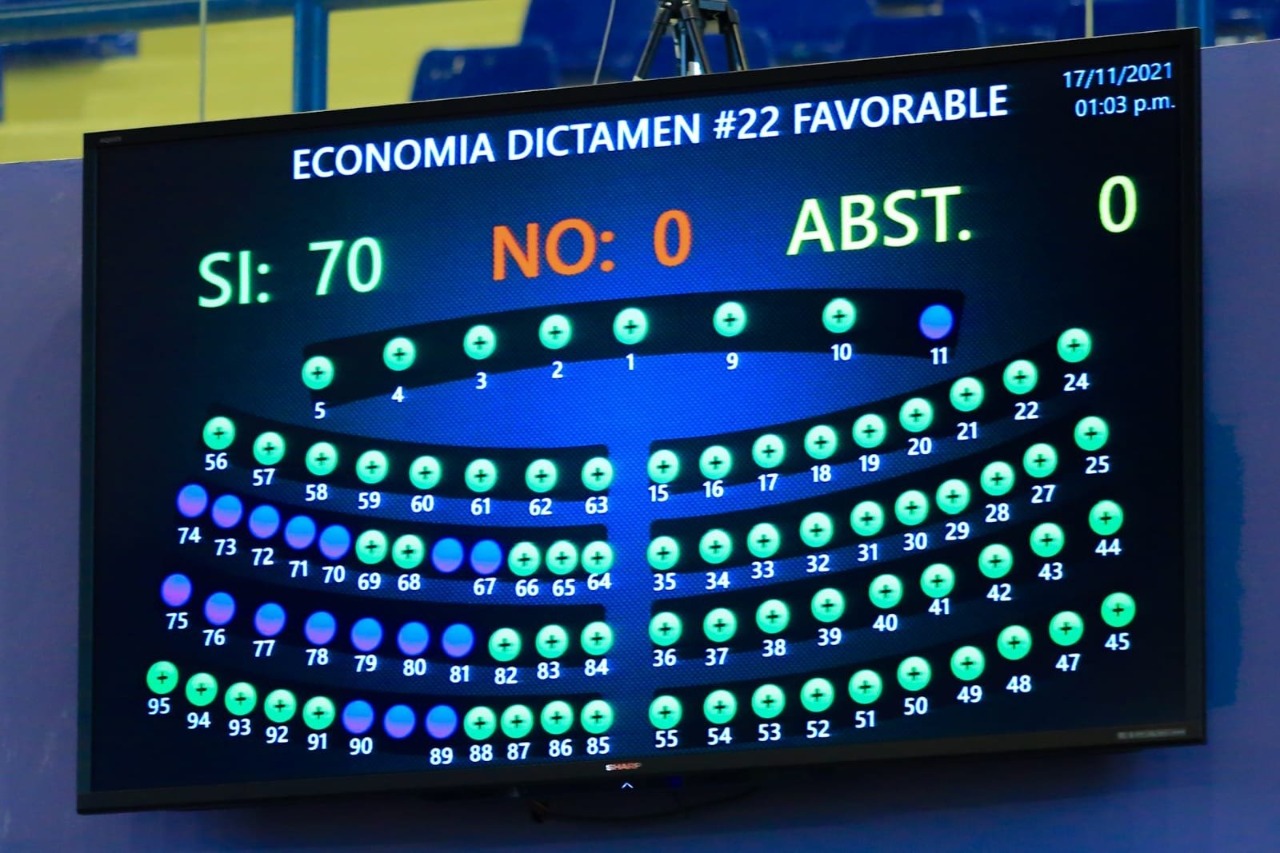 17/11/2021
01:03 p.m.
ECONOMIA DICTAMEN #22 FAVORABLE
SI: 70 NO: 0 ABST. 0
5 4 3 2 1 9 10 11
56 57 58 59 60 61 62 63 15 16 17 18 19 20 21 22 24
74 73 72 71 70 69 68 67 66 65 64 35 34 33 32 31 30 29 28 27 25
75 76 77 78 79 80 81 82 83 84 36 37 38 39 40 41 42 43 44
95 94 93 92 91 90 89 88 87 86 85 55 54 53 52 51 50 49 48 47 45
SHARP